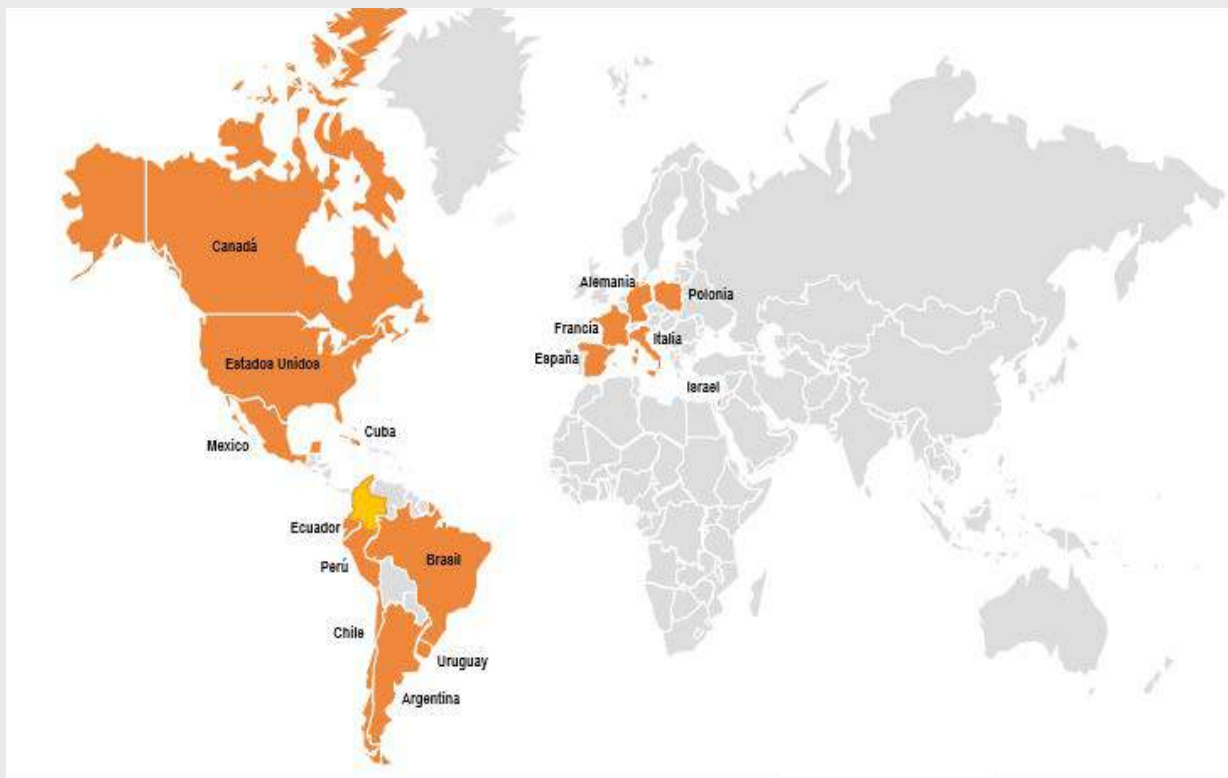 Canadá
Alemania
Polonia
Francia
Italia
España
Estados Unidos
Israel
Cuba
Mexico
Ecuador
Brasil
Perú
Chile
Uruguay
Argentina